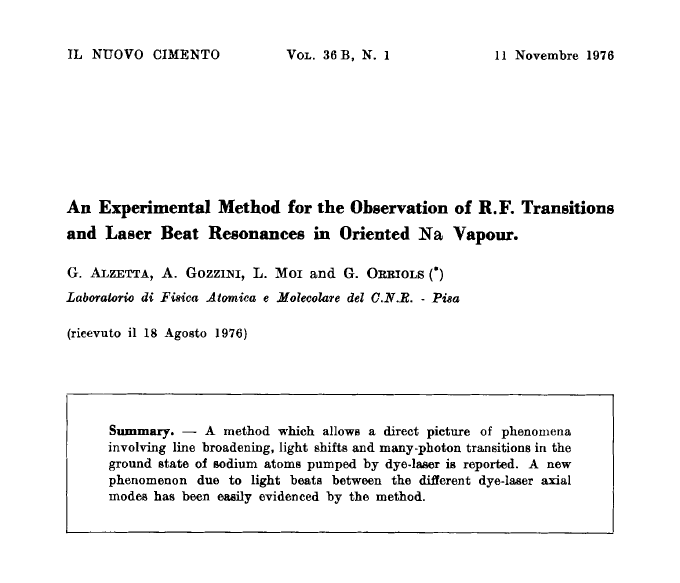 IL NUOVO CIMENTO VOL. 36 B, N. 1 11 Novembre 1976
An Experimental Method for the Observation of R.F. Transitions
and Laser Beat Resonances in Oriented Na Vapour.
G. ALZETTA, A. GOZZINI, L. MOI and G. ORRIOLS (*)
Laboratorio di Fisica Atomica e Molecolare del C.N.R. - Pisa
(ricevuto il 18 Agosto 1976)
Summary. — A method which allows a direct picture of phenomena
involving line broadening, light shifts and many-photon transitions in the
ground state of sodium atoms pumped by dye-laser is reported. A new
phenomenon due to light beats between the different dye-laser axial
modes has been easily evidenced by the method.